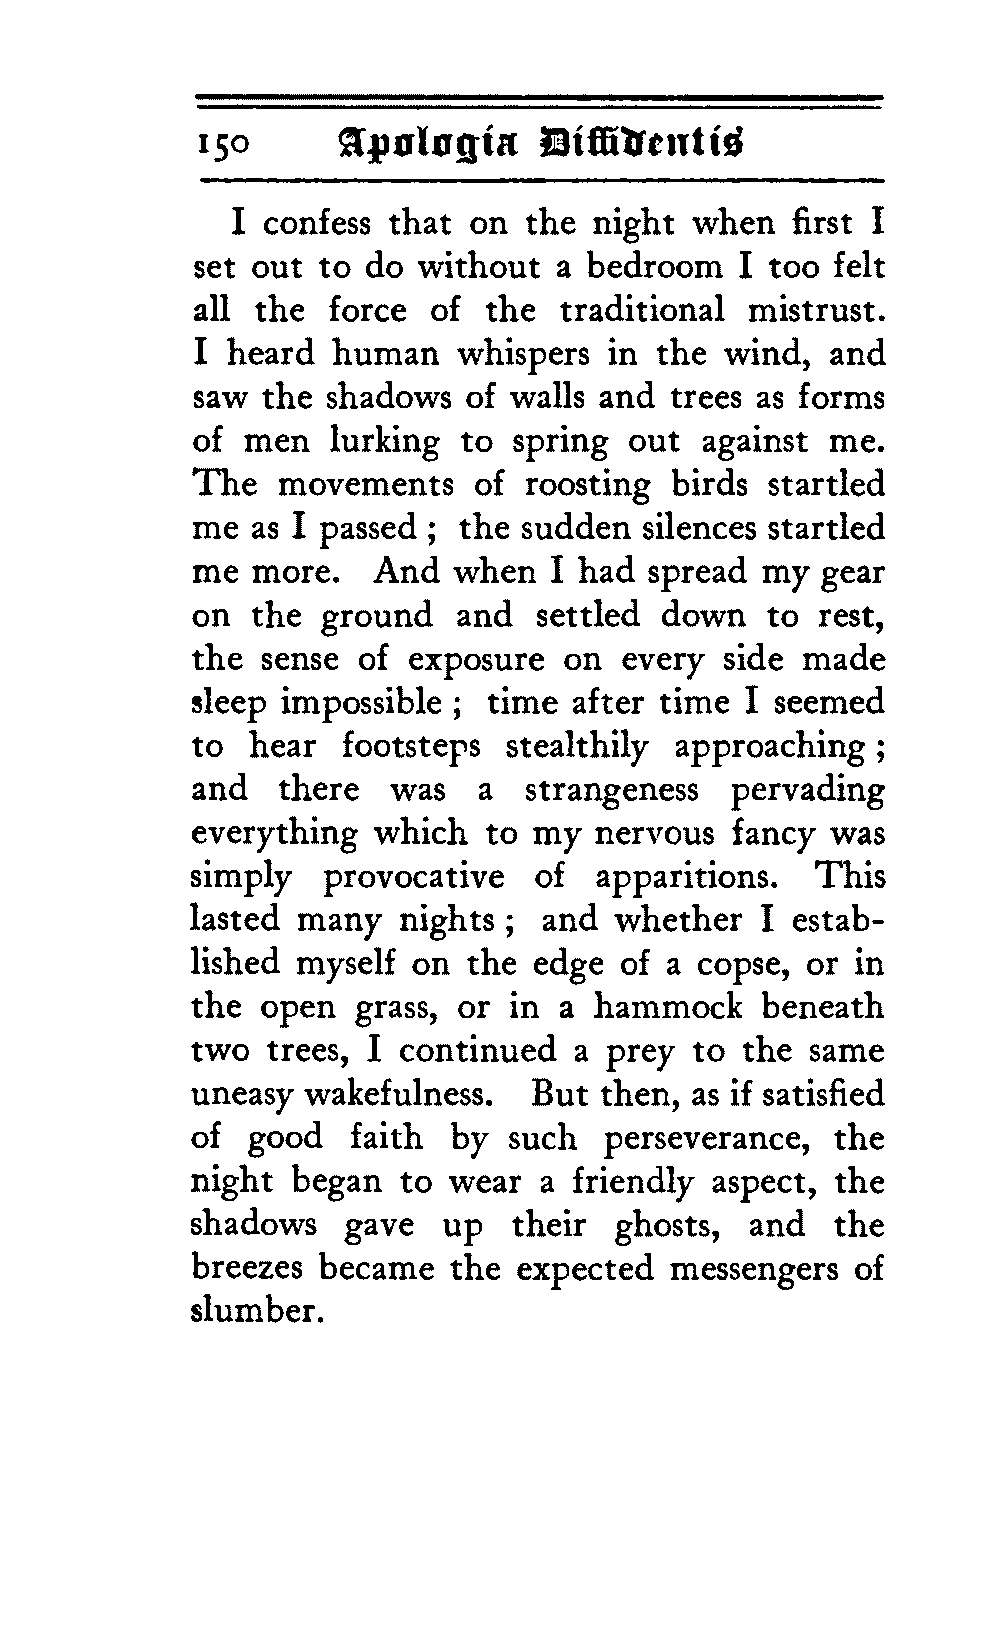 150 Apologia Diffidentis
I confess that on the night when first I
set out to do without a bedroom I too felt
all the force of the traditional mistrust.
I heard human whispers in the wind, and
saw the shadows of walls and trees as forms
of men lurking to spring out against me.
The movements of roosting birds startled
me as I passed ; the sudden silences startled
me more. And when I had spread my gear
on the ground and settled down to rest,
the sense of exposure on every side made
sleep impossible ; time after time I seemed
to hear footsteps stealthily approaching ;
and there was a strangeness pervading
everything which to my nervous fancy was
simply provocative of apparitions. This
lasted many nights ; and whether I estab-
lished myself on the edge of a copse, or in
the open grass, or in a hammock beneath
two trees, I continued a prey to the same
uneasy wakefulness. But then, as if satisfied
of good faith by such perseverance, the
night began to wear a friendly aspect, the
shadows gave up their ghosts, and the
breezes became the expected messengers of
slumber.